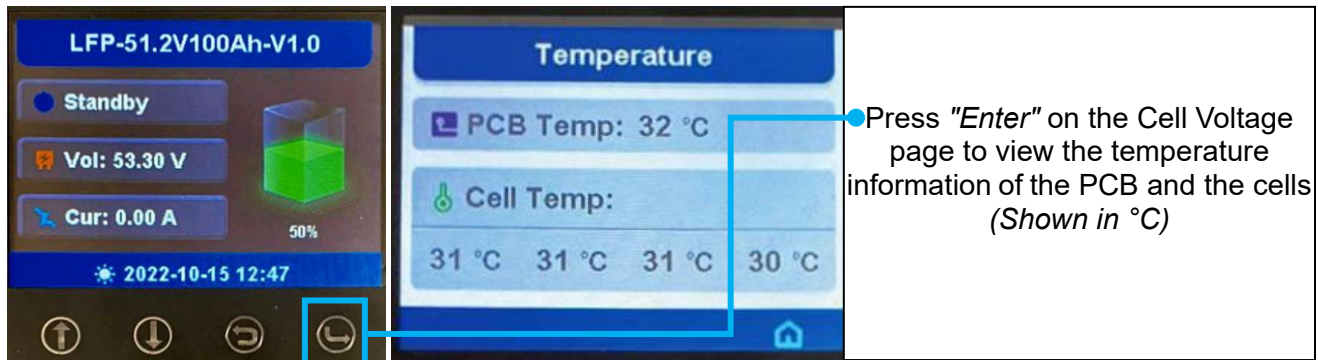 LFP-51.2V100Ah-V1.0
Standby
Vol: 53.30 V
Cur: 0.00 A
50%
2022-10-15 12:47
Temperature
PCB Temp: 32 °C
Cell Temp:
31 °C 31 °C 31 °C 30 °C
Press "Enter" on the Cell Voltage
page to view the temperature
information of the PCB and the cells
(Shown in °C)